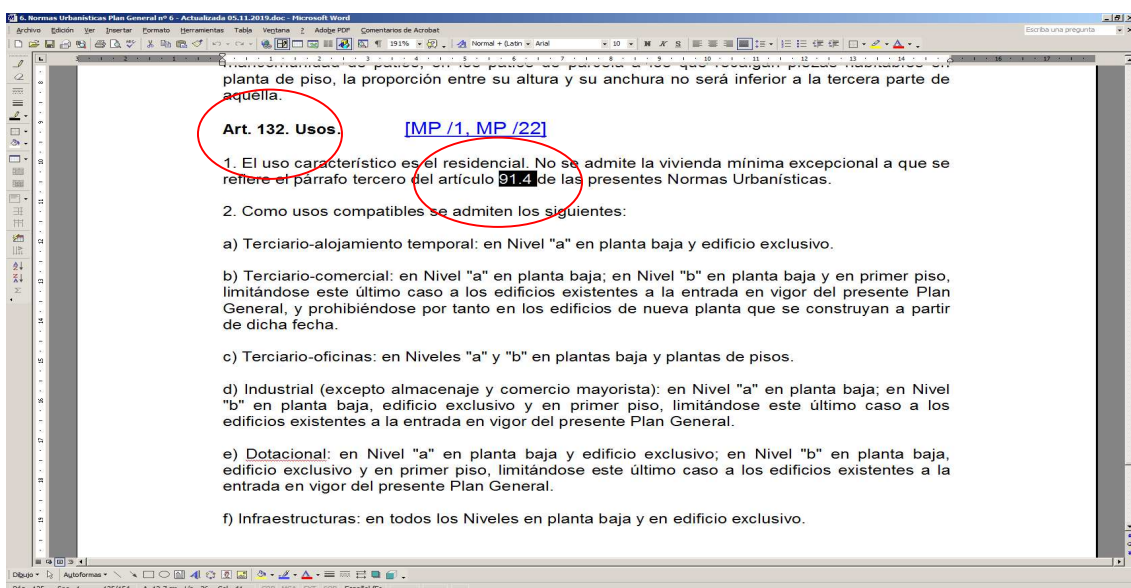 6. Normas Urbanísticas Plan General nº 6 - Actualizada 05.11.2019.doc - Microsoft Word
Archivo Edición Ver Insertar Formato Herramientas Tabla Ventana ? Adobe PDF Comentarios de Acrobat
Escriba una pregunta
191% Normal + (Latin Arial 10 N K S
planta de piso, la proporción entre su altura y su anchura no será inferior a la tercera parte de
aquella.
Art. 132. Usos. [MP /1, MP /22]
1. El uso característico es el residencial. No se admite la vivienda mínima excepcional a que se
refiere el párrafo tercero del artículo 91.4 de las presentes Normas Urbanísticas.
2. Como usos compatibles se admiten los siguientes:
a) Terciario-alojamiento temporal: en Nivel "a" en planta baja y edificio exclusivo.
b) Terciario-comercial: en Nivel "a" en planta baja; en Nivel "b" en planta baja y en primer piso,
limitándose este último caso a los edificios existentes a la entrada en vigor del presente Plan
General, y prohibiéndose por tanto en los edificios de nueva planta que se construyan a partir
de dicha fecha.
c) Terciario-oficinas: en Niveles "a" y "b" en plantas baja y plantas de pisos.
d) Industrial (excepto almacenaje y comercio mayorista): en Nivel "a" en planta baja; en Nivel
"b" en planta baja, edificio exclusivo y en primer piso, limitándose este último caso a los
edificios existentes a la entrada en vigor del presente Plan General.
e) Dotacional: en Nivel "a" en planta baja y edificio exclusivo; en Nivel "b" en planta baja,
edificio exclusivo y en primer piso, limitándose este último caso a los edificios existentes a la
entrada en vigor del presente Plan General.
f) Infraestructuras: en todos los Niveles en planta baja y en edificio exclusivo.
Dibujo Autoformas